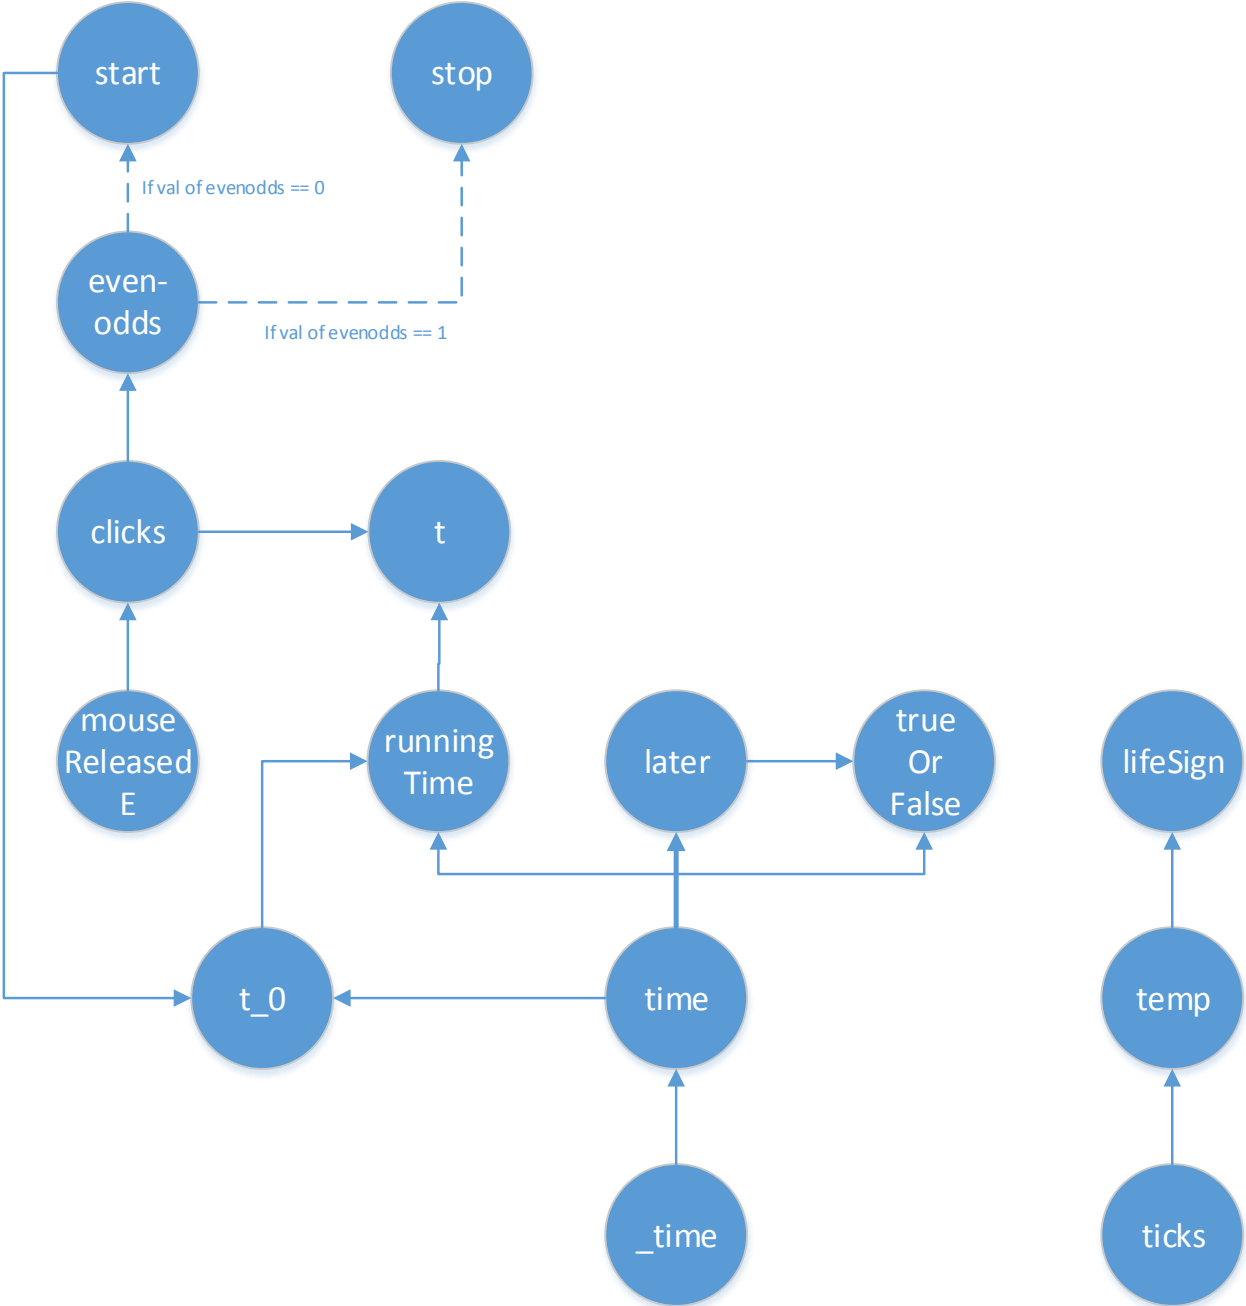 start
stop
If val of evenodds == 0
even-
odds
If val of evenodds == 1
clicks
t
mouse
Released
E
running
Time
later
true
Or
False
lifeSign
t_0
time
temp
_time
ticks